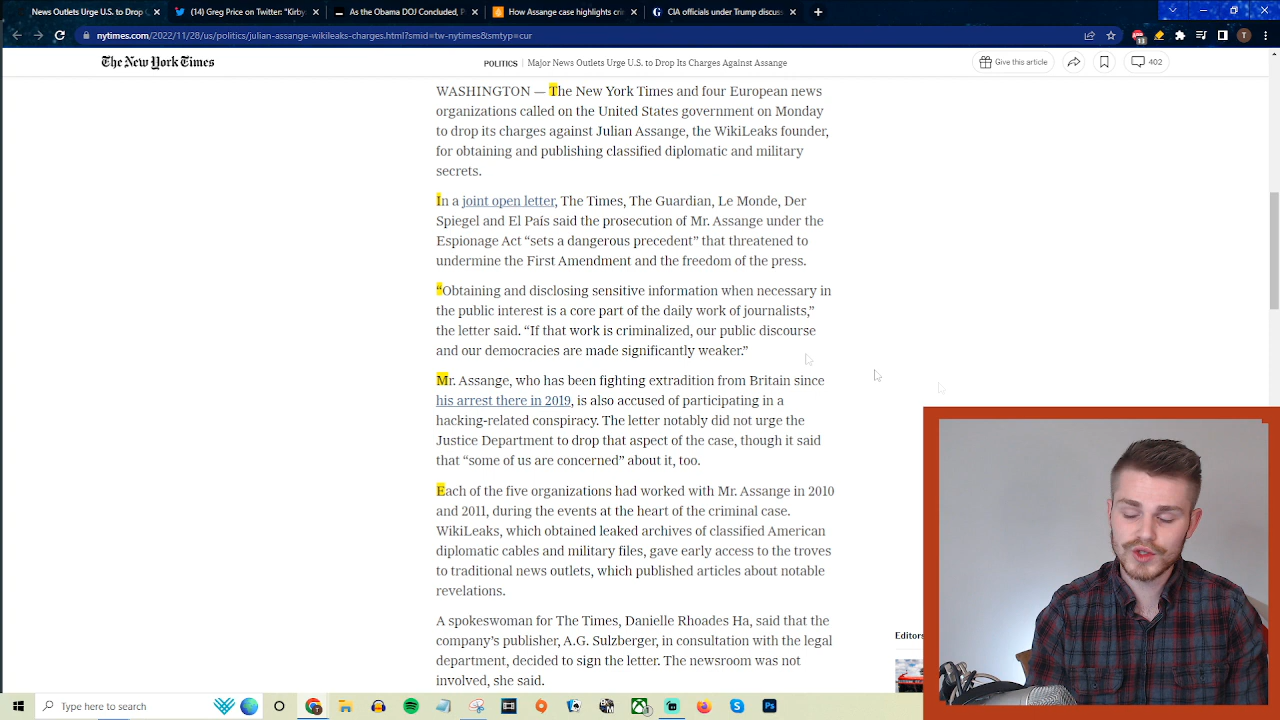 News Outlets Urge U.S. to Drop
(14) Greg Price on Twitter: "Kirby
As the Obama DOJ Concluded, P
How Assange case highlights cri
CIA officials under Trump discuss
nytimes.com/2022/11/28/us/politics/julian-assange-wikileaks-charges.html?smid=tw-nytimes&smtyp=cur
11
T
The New York Times
POLITICS | Major News Outlets Urge U.S. to Drop Its Charges Against Assange
Give this article
402
WASHINGTON — The New York Times and four European news
organizations called on the United States government on Monday
to drop its charges against Julian Assange, the WikiLeaks founder,
for obtaining and publishing classified diplomatic and military
secrets.
In a joint open letter, The Times, The Guardian, Le Monde, Der
Spiegel and El País said the prosecution of Mr. Assange under the
Espionage Act “sets a dangerous precedent” that threatened to
undermine the First Amendment and the freedom of the press.
“Obtaining and disclosing sensitive information when necessary in
the public interest is a core part of the daily work of journalists,”
the letter said. “If that work is criminalized, our public discourse
and our democracies are made significantly weaker.”
Mr. Assange, who has been fighting extradition from Britain since
his arrest there in 2019, is also accused of participating in a
hacking-related conspiracy. The letter notably did not urge the
Justice Department to drop that aspect of the case, though it said
that “some of us are concerned” about it, too.
Each of the five organizations had worked with Mr. Assange in 2010
and 2011, during the events at the heart of the criminal case.
WikiLeaks, which obtained leaked archives of classified American
diplomatic cables and military files, gave early access to the troves
to traditional news outlets, which published articles about notable
revelations.
A spokeswoman for The Times, Danielle Rhoades Ha, said that the
company’s publisher, A.G. Sulzberger, in consultation with the legal
department, decided to sign the letter. The newsroom was not
involved, she said.
Editors
Type here to search
Ps